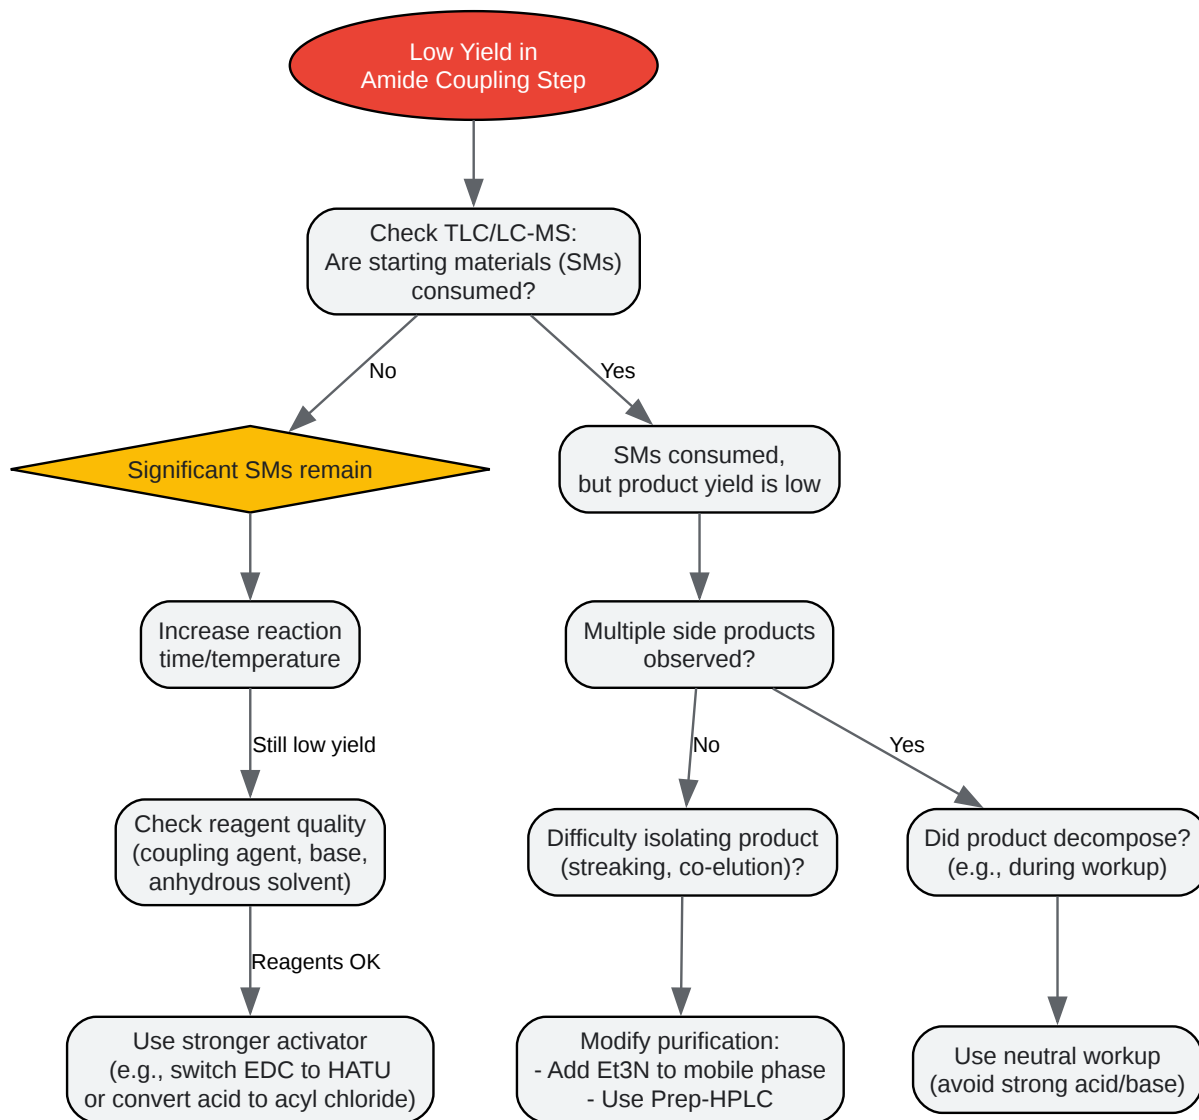 Low Yield in
Amide Coupling Step
Check TLC/LC-MS:
Are starting materials (SMs)
consumed?
No
Yes
Significant SMs remain
SMs consumed,
but product yield is low
Increase reaction
time/temperature
Multiple side products
observed?
Still low yield
No
Yes
Check reagent quality
(coupling agent, base,
anhydrous solvent)
Difficulty isolating product
(streaking, co-elution)?
Did product decompose?
(e.g., during workup)
Reagents OK
Use stronger activator
(e.g., switch EDC to HATU
or convert acid to acyl chloride)
Modify purification:
- Add Et3N to mobile phase
- Use Prep-HPLC
Use neutral workup
(avoid strong acid/base)